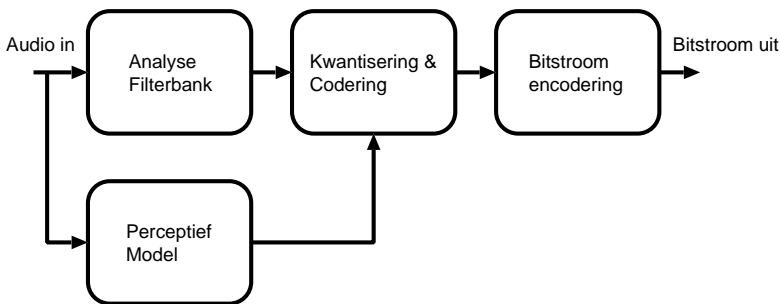 Audio in
Analyse
Filterbank
Kwantisering &
Codering
Bitstroom
encodering
Bitstroom uit
Perceptief
Model